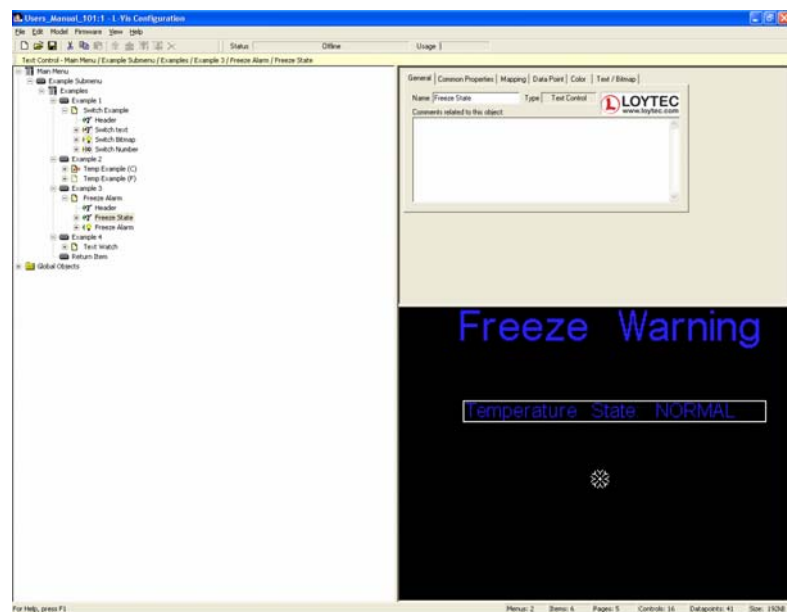 Users_Manual_101:1 - L-Vis Configuration
File Edit Model Firmware View Help
Status Offline Usage
Text Control - Main Menu / Example Submenu / Examples / Example 3 / Freeze Alarm / Freeze State
Main Menu
Example Submenu
Examples
Example 1
Switch Example
Header
Switch text
Switch Bitmap
Switch Number
Example 2
Temp Example (C)
Temp Example (F)
Example 3
Freeze Alarm
Header
Freeze State
Freeze Alarm
Example 4
Text Watch
Return Item
Global Objects
General Common Properties Mapping Data Point Color Text / Bitmap
Name Freeze State Type Text Control
LOYTEC
www.loytec.com
Comments related to this object:
Freeze Warning
Temperature State NORMAL
For Help, press F1
Menus: 2 Items: 6 Pages: 5 Controls: 16 Datapoints: 41 Size: